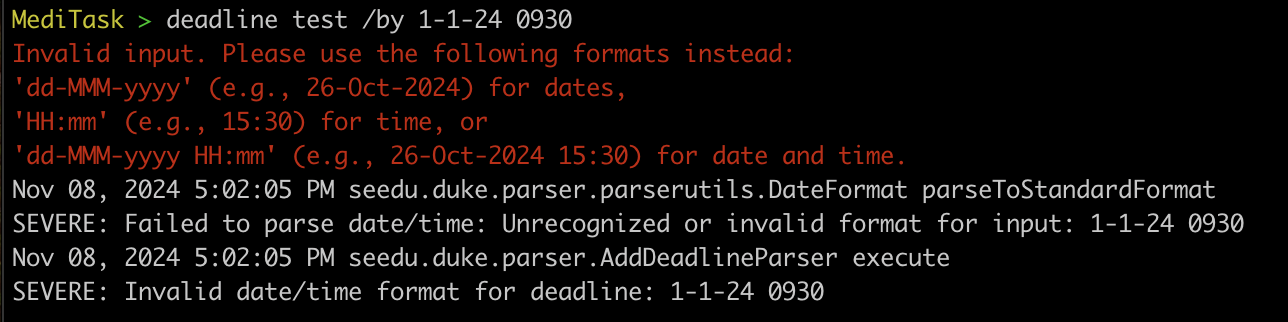 MediTask > deadline test /by 1-1-24 0930
Invalid input. Please use the following formats instead:
'dd-MMM-yyyy' (e.g., 26-Oct-2024) for dates,
'HH:mm' (e.g., 15:30) for time, or
'dd-MMM-yyyy HH:mm' (e.g., 26-Oct-2024 15:30) for date and time.
Nov 08, 2024 5:02:05 PM seedu.duke.parser.parserutils.DateFormat parseToStandardFormat
SEVERE: Failed to parse date/time: Unrecognized or invalid format for input: 1-1-24 0930
Nov 08, 2024 5:02:05 PM seedu.duke.parser.AddDeadlineParser execute
SEVERE: Invalid date/time format for deadline: 1-1-24 0930